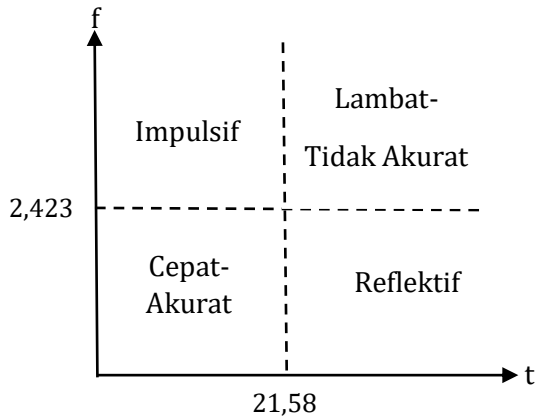 f
Impulsif
Lambat-
Tidak Akurat
2,423
Cepat-
Akurat
Reflektif
t
21,58